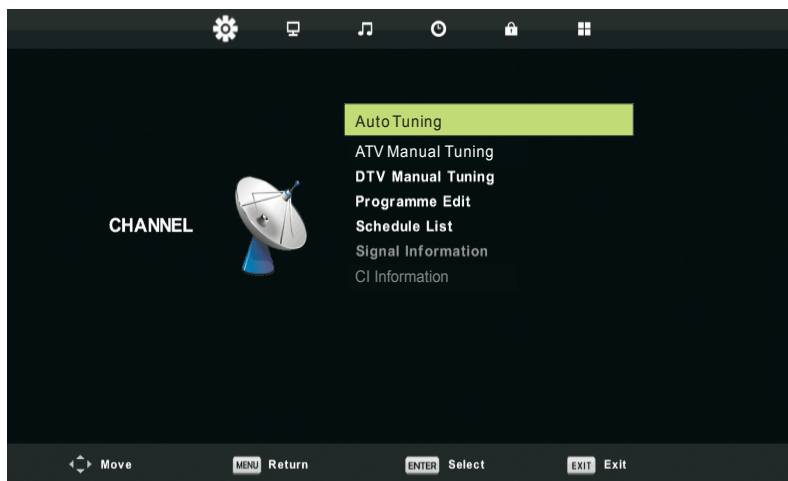 Auto Tuning
ATV Manual Tuning
DTV Manual Tuning
Programme Edit
CHANNEL
Schedule List
Signal Information
CI Information
Move MENU Return ENTER Select EXIT Exit